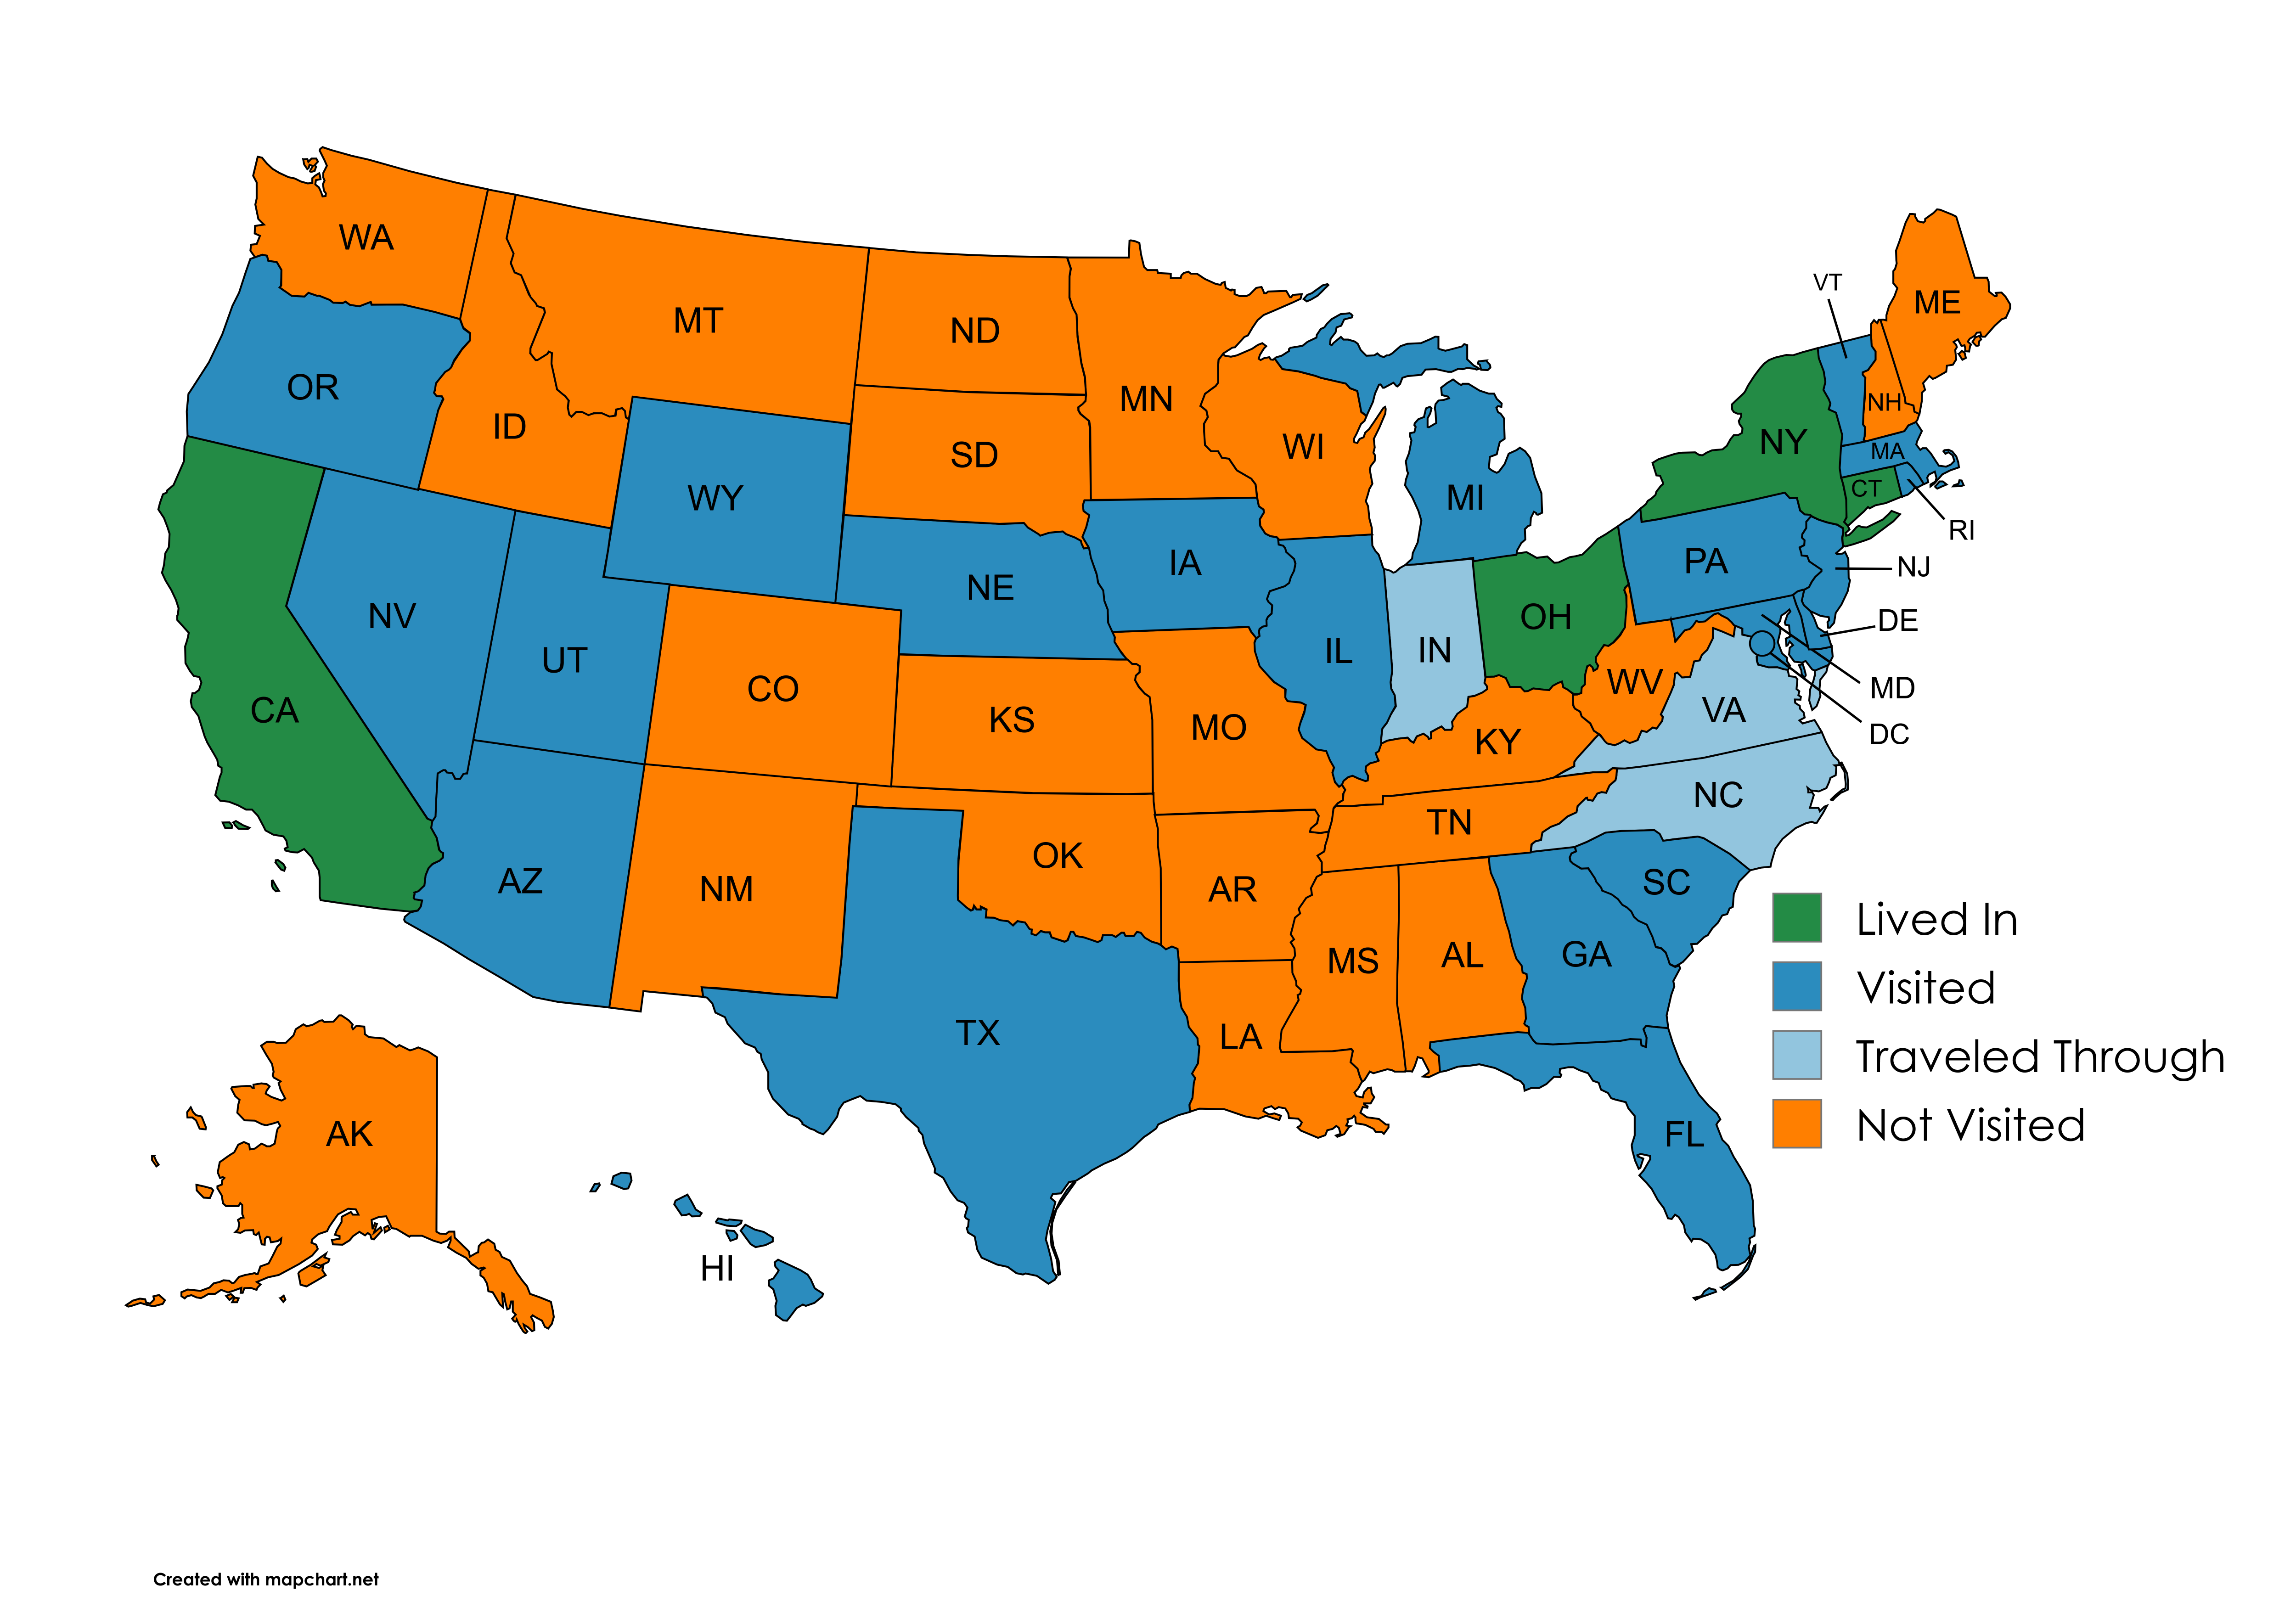 WA
MT
ND
MN
VT
ME
OR
ID
SD
WI
NH
NY
MA
WY
MI
CT
RI
IA
PA
NJ
NV
NE
OH
DE
UT
IL
IN
CO
KS
MO
WV
MD
CA
VA
DC
KY
NC
TN
AZ
NM
OK
AR
SC
MS
AL
GA
Lived In
TX
LA
Visited
Traveled Through
AK
FL
Not Visited
HI
Created with mapchart.net